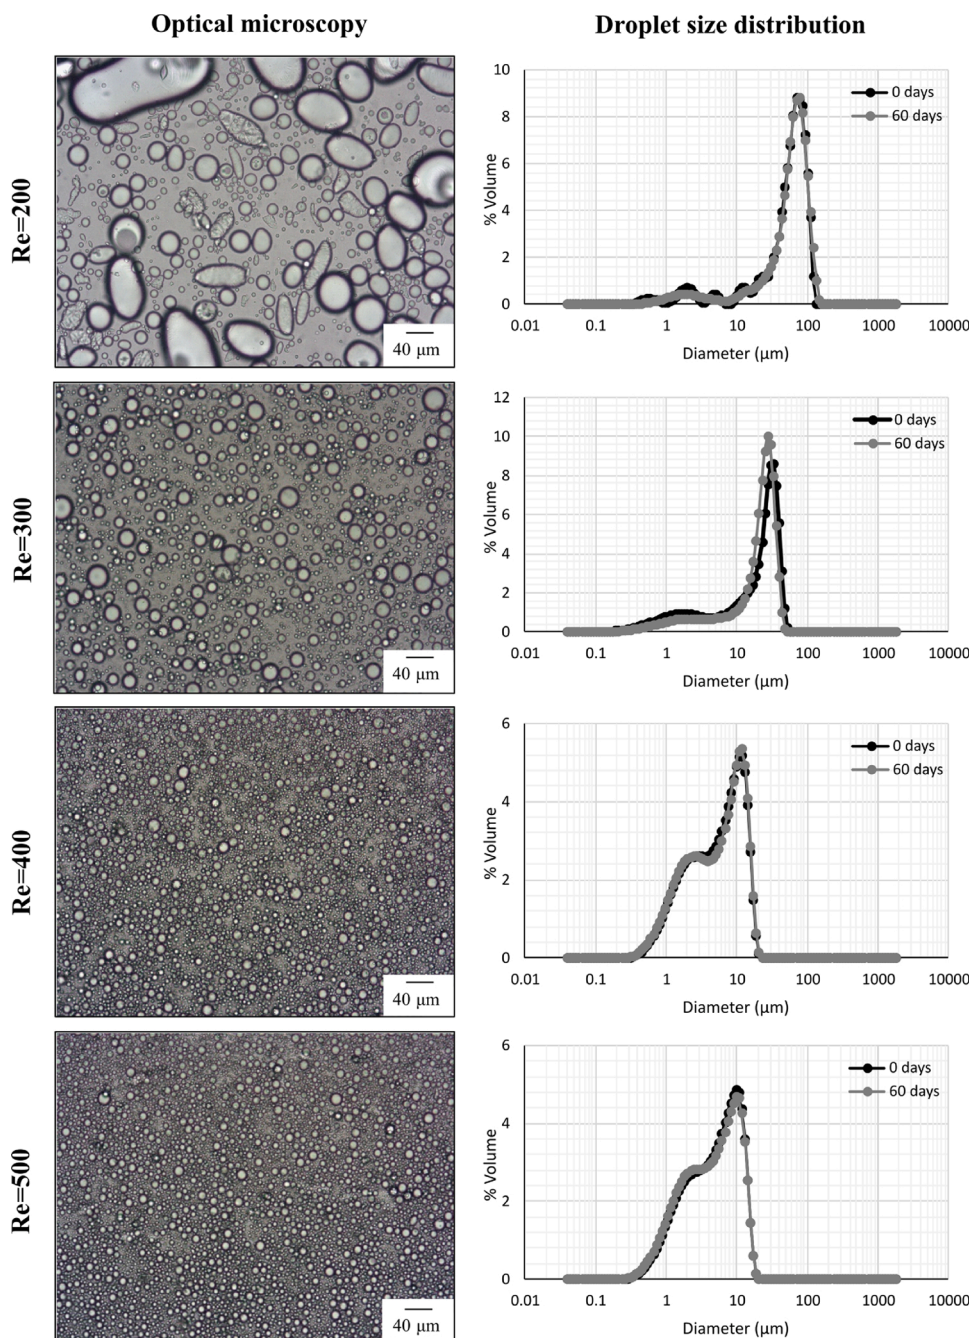 Optical microscopy
Droplet size distribution
Re=200
40 µm
10
8
6
4
2
0
% Volume
0 days
60 days
0.01 0.1 1 10 100 1000 10000
Diameter (µm)
Re=300
40 µm
12
10
8
6
4
2
0
% Volume
0 days
60 days
0.01 0.1 1 10 100 1000 10000
Diameter (µm)
Re=400
40 µm
6
4
2
0
% Volume
0 days
60 days
0.01 0.1 1 10 100 1000 10000
Diameter (µm)
Re=500
40 µm
6
4
2
0
% Volume
0 days
60 days
0.01 0.1 1 10 100 1000 10000
Diameter (µm)